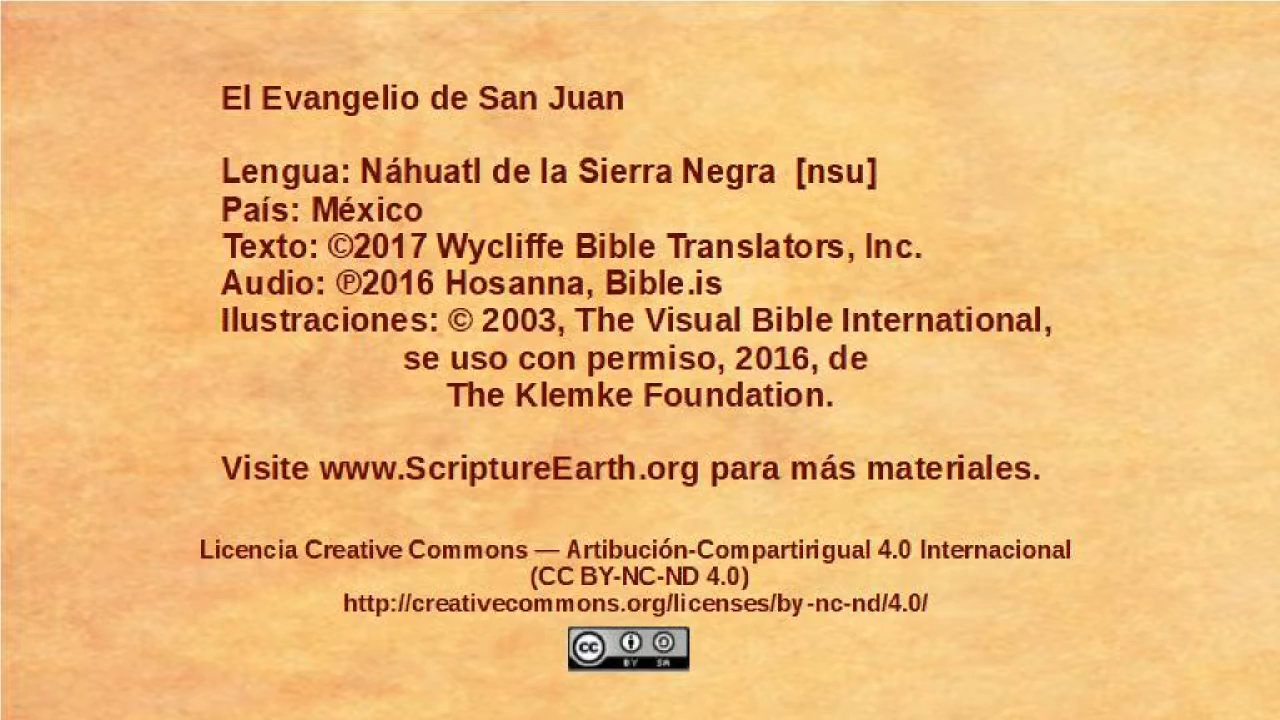 El Evangelio de San Juan
Lengua: Náhuatl de la Sierra Negra [nsu]
País: México
Texto: ©2017 Wycliffe Bible Translators, Inc.
Audio: ℗2016 Hosanna, Bible.is
Ilustraciones: © 2003, The Visual Bible International,
se uso con permiso, 2016, de
The Klemke Foundation.
Visite www.ScriptureEarth.org para más materiales.
Licencia Creative Commons — Artibución-Compartirigual 4.0 Internacional
(CC BY-NC-ND 4.0)
http://creativecommons.org/licenses/by-nc-nd/4.0/
cc
BY SA